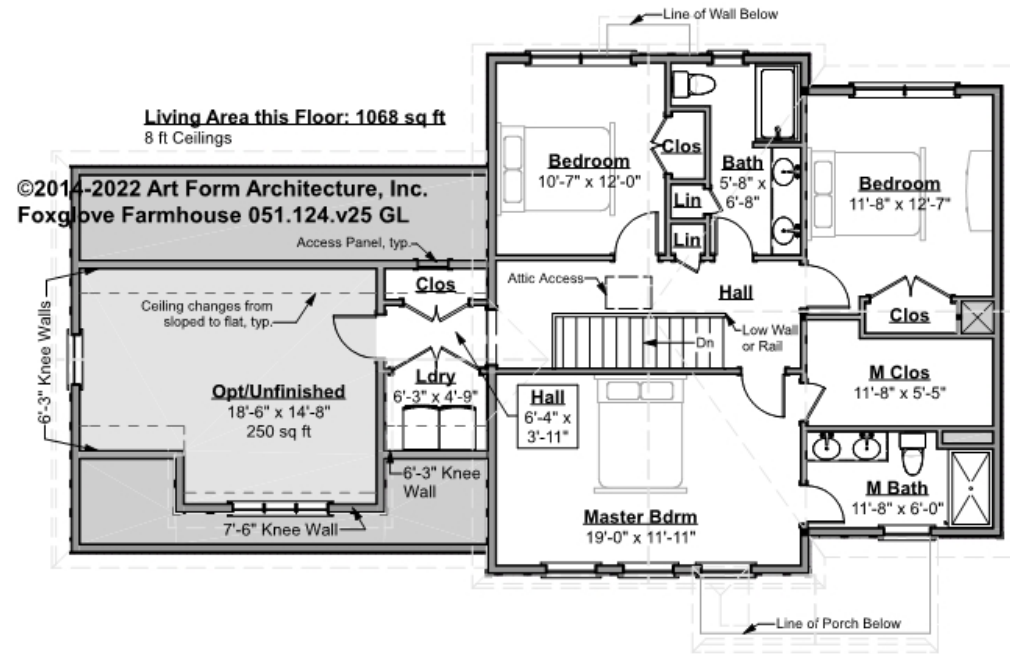 Line of Wall Below
Living Area this Floor: 1068 sq ft
8 ft Ceilings
©2014-2022 Art Form Architecture, Inc.
Foxglove Farmhouse 051.124.v25 GL
Bedroom
10'-7" x 12'-0"
Clos
Bath
5'-8" x
6'-8"
Lin
Lin
Bedroom
11'-8" x 12'-7"
Access Panel, typ.
Attic Access
Hall
Clos
Clos
Ceiling changes from
sloped to flat, typ.
6'-3" Knee Walls
Dn
Low Wall
or Rail
Opt/Unfinished
18'-6" x 14'-8"
250 sq ft
Ldry
6'-3" x 4'-9"
Hall
6'-4" x
3'-11"
M Clos
11'-8" x 5'-5"
6'-3" Knee
Wall
7'-6" Knee Wall
Master Bdrm
19'-0" x 11'-11"
M Bath
11'-8" x 6'-0"
Line of Porch Below